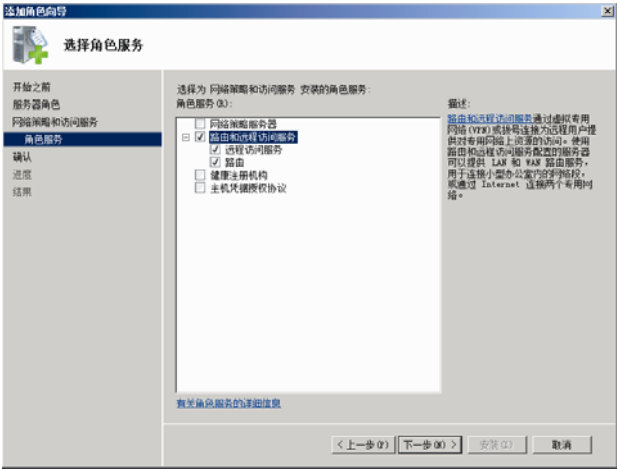 添加角色向导
选择角色服务
开始之前
服务器角色
网络策略和访问服务
角色服务
确认
进度
结果
选择为 网络策略和访问服务 安装的角色服务:
角色服务(R):
网络策略服务器
路由和远程访问服务
远程访问服务
路由
健康注册机构
主机凭据授权协议
有关角色服务的详细信息
描述:
路由和远程访问服务通过虚拟专用
网络(VPN)或拨号连接为远程用户提
供对专用网络上资源的访问。使用
路由和远程访问服务配置的服务器
可以提供 LAN 和 WAN 路由服务,
用于连接小型办公室内的网络段,
或通过 Internet 连接两个专用网
络。
< 上一步(P)
下一步(N) >
安装(I)
取消